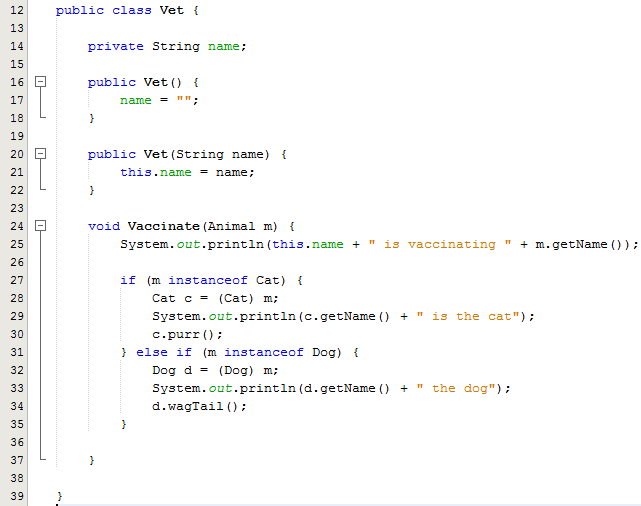 12 public class Vet {
13
14     private String name;
15
16     public Vet() {
17         name = "";
18     }
19
20     public Vet(String name) {
21         this.name = name;
22     }
23
24     void Vaccinate(Animal m) {
25         System.out.println(this.name + " is vaccinating " + m.getName());
26
27         if (m instanceof Cat) {
28             Cat c = (Cat) m;
29             System.out.println(c.getName() + " is the cat");
30             c.purr();
31         } else if (m instanceof Dog) {
32             Dog d = (Dog) m;
33             System.out.println(d.getName() + " the dog");
34             d.wagTail();
35         }
36
37     }
38
39 }